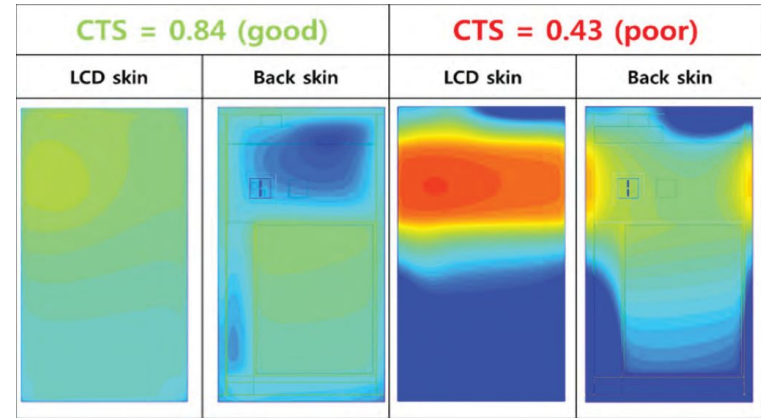 CTS = 0.84 (good) CTS = 0.43 (poor)
LCD skin Back skin LCD skin Back skin